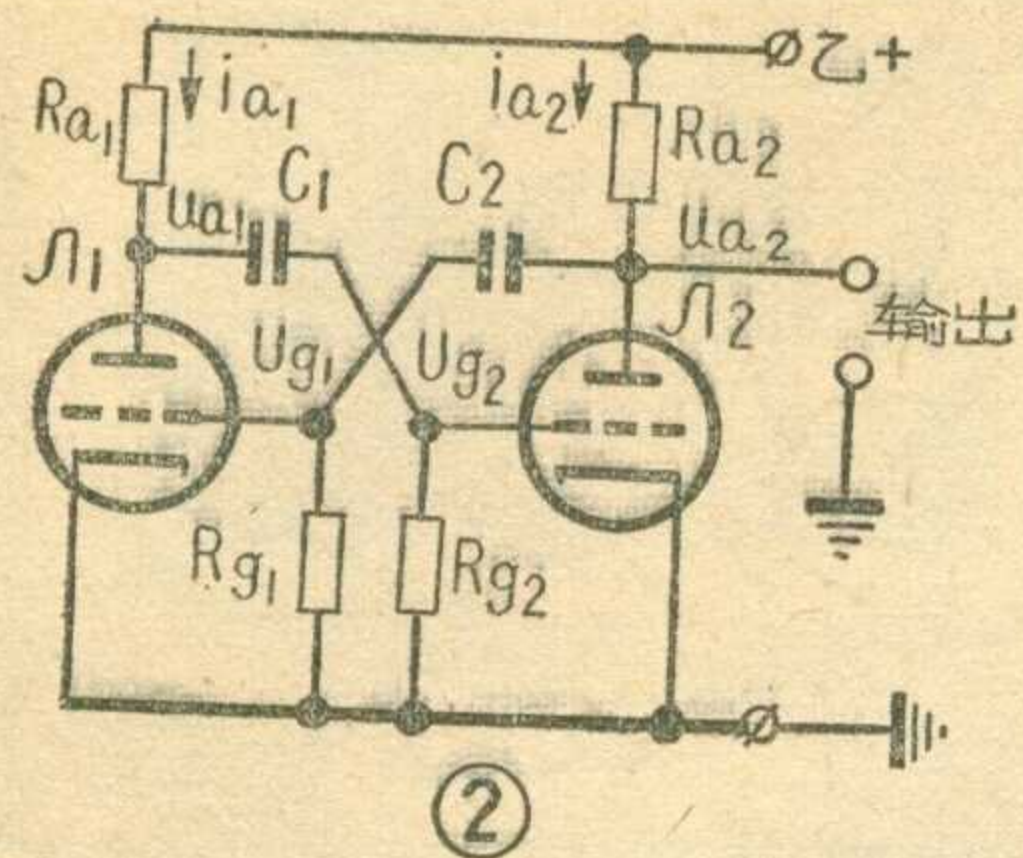 乙+
ia₁
ia₂
Ra₁
Ra₂
C₁
C₂
ua₁
ua₂
Л₁
Л₂
输出
Ug₁
Ug₂
Rg₁
Rg₂
②